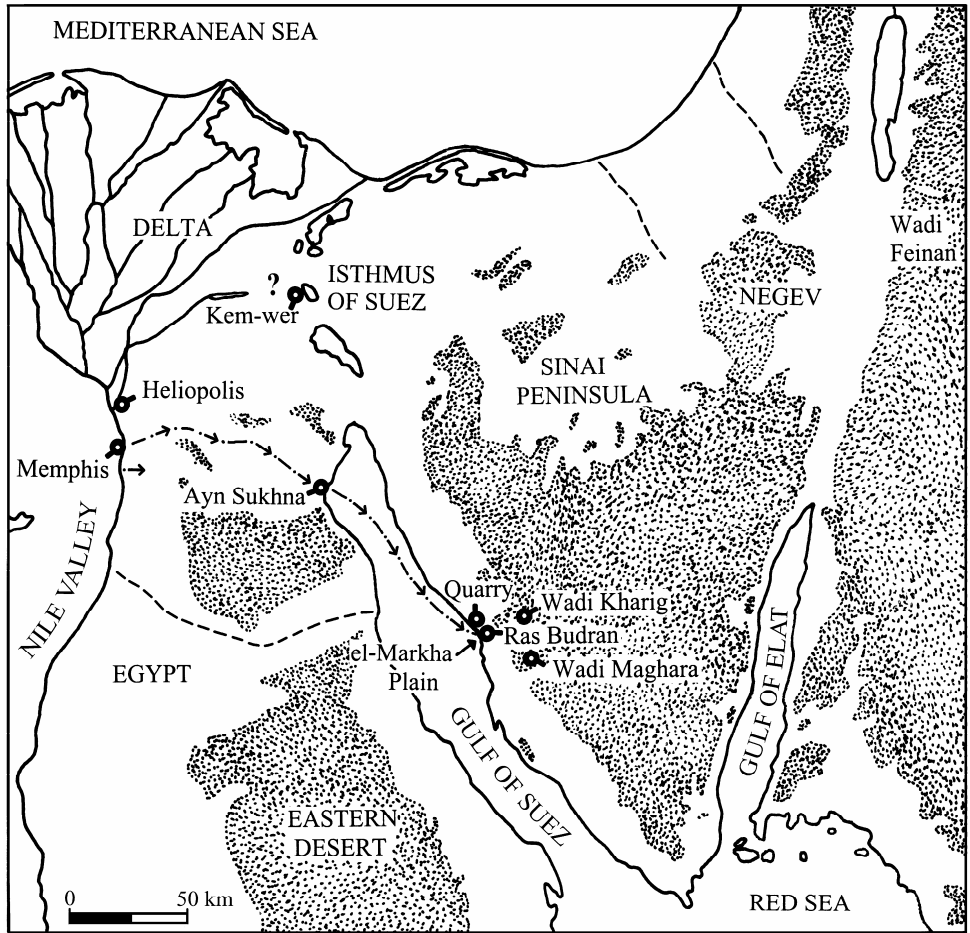 MEDITERRANEAN SEA
DELTA
Wadi
Feinan
?
ISTHMUS
OF SUEZ
NEGEV
Kem-wer
SINAI
PENINSULA
Heliopolis
Memphis
Ayn Sukhna
NILE VALLEY
Quarry
Wadi Kharig
Ras Budran
el-Markha
Plain
Wadi Maghara
EGYPT
GULF OF SUEZ
GULF OF ELAT
EASTERN
DESERT
0 50 km
RED SEA